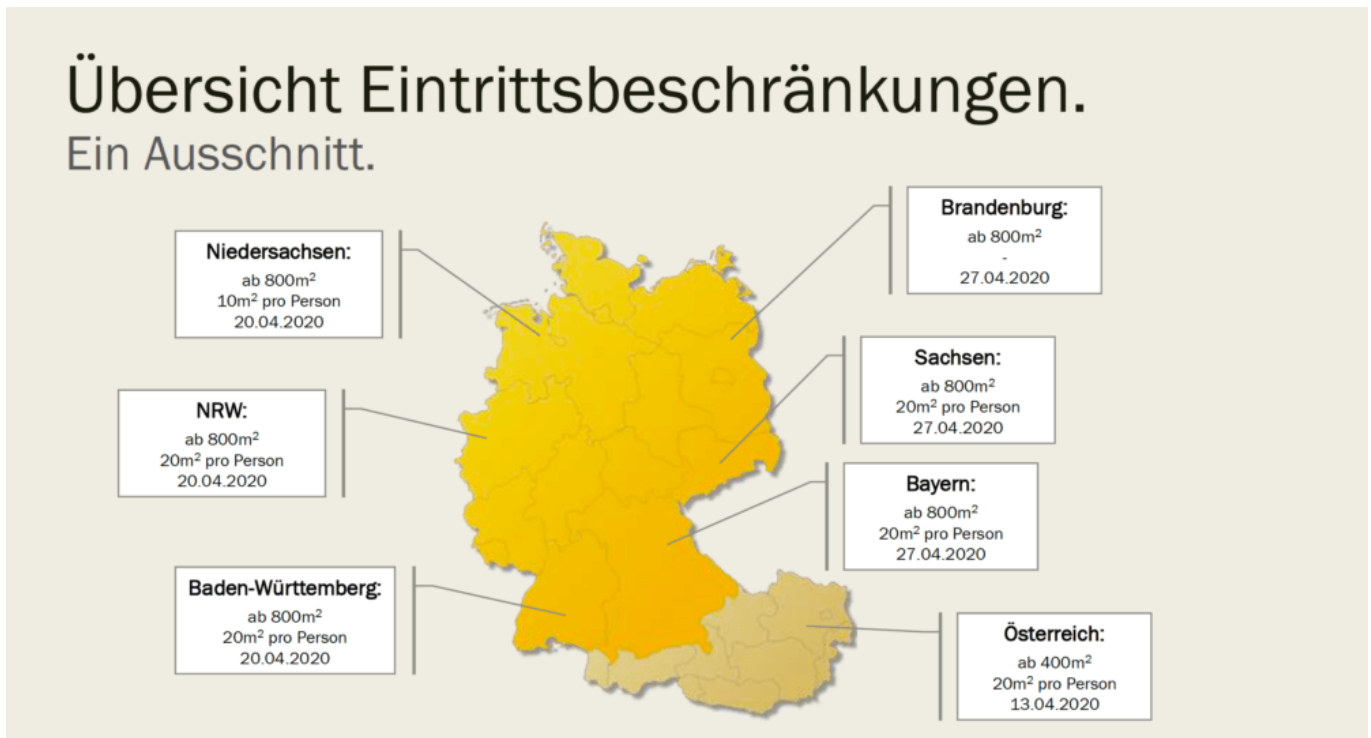 Übersicht Eintrittsbeschränkungen.
Ein Ausschnitt.
Niedersachsen:
ab 800m²
10m² pro Person
20.04.2020
NRW:
ab 800m²
20m² pro Person
20.04.2020
Baden-Württemberg:
ab 800m²
20m² pro Person
20.04.2020
Brandenburg:
ab 800m²
-
27.04.2020
Sachsen:
ab 800m²
20m² pro Person
27.04.2020
Bayern:
ab 800m²
20m² pro Person
27.04.2020
Österreich:
ab 400m²
20m² pro Person
13.04.2020